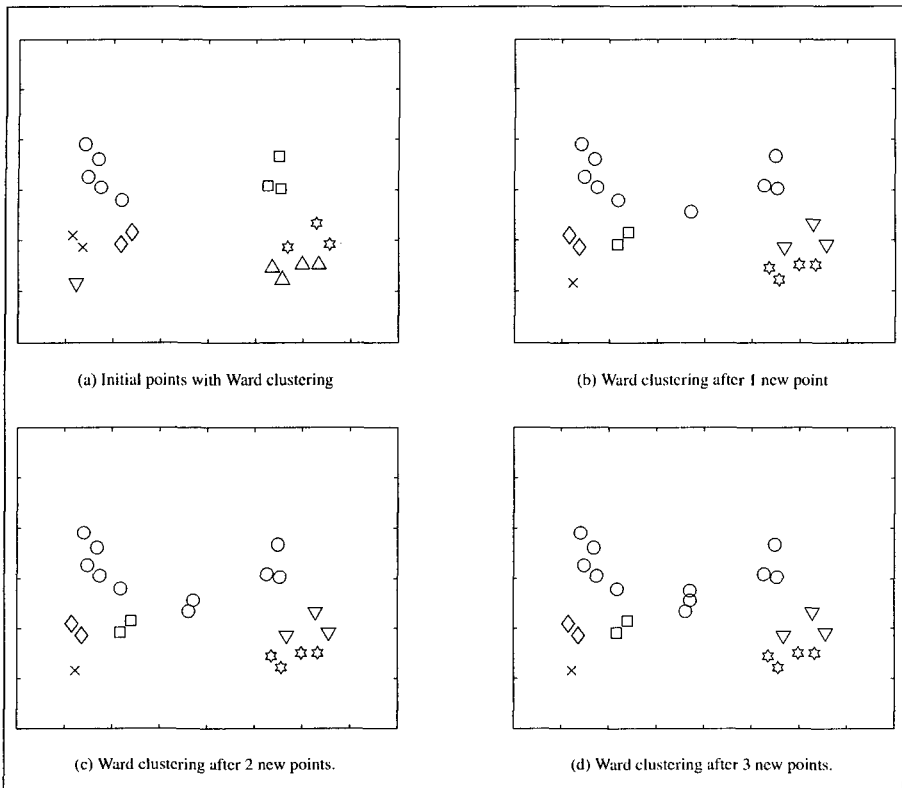 (a) Initial points with Ward clustering
(b) Ward clustering after 1 new point
(c) Ward clustering after 2 new points.
(d) Ward clustering after 3 new points.